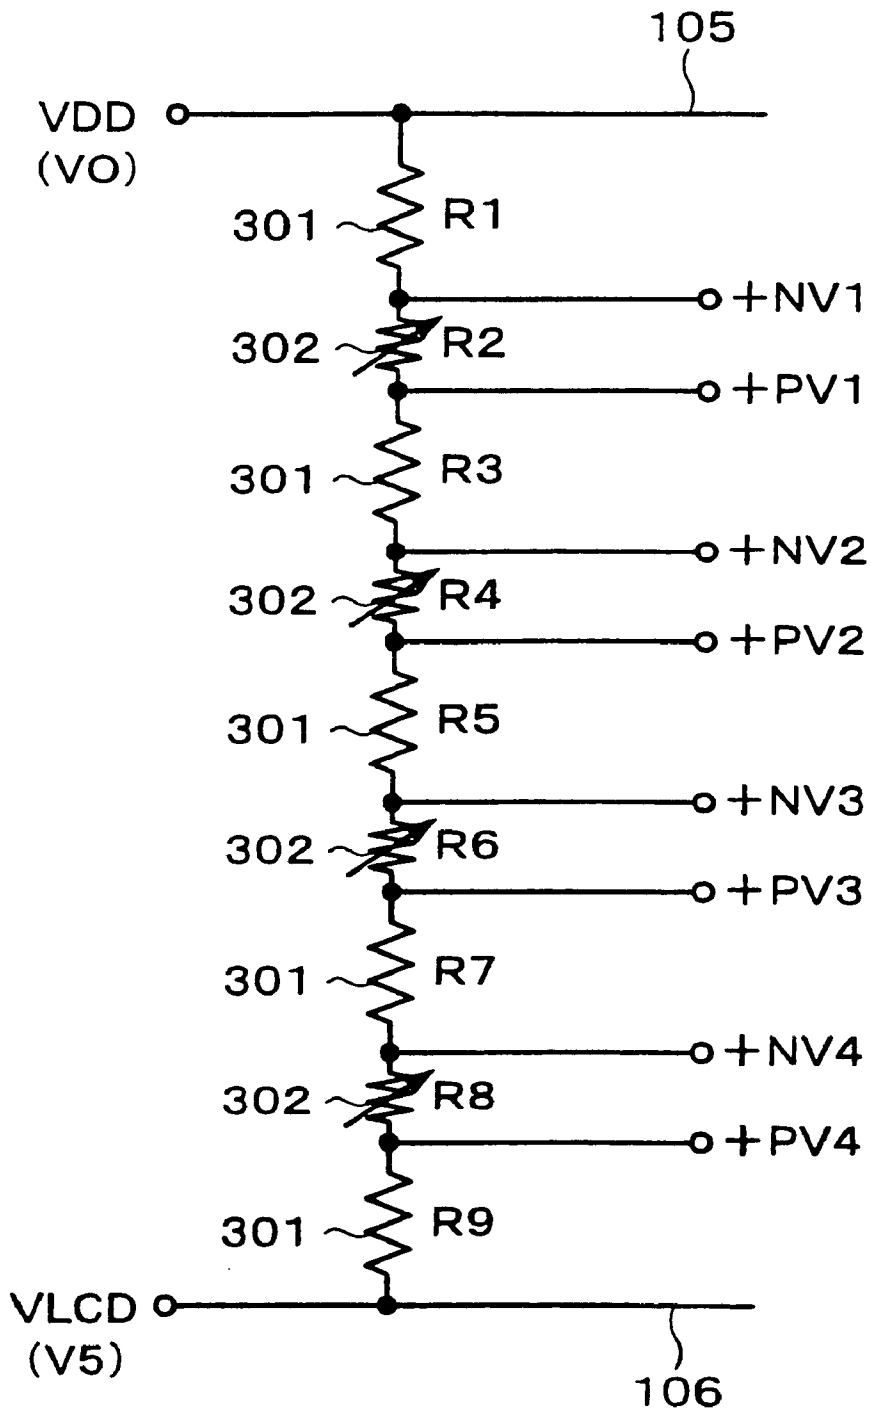 105
VDD
(VO)
301
R1
+NV1
302
R2
+PV1
301
R3
+NV2
302
R4
+PV2
301
R5
+NV3
302
R6
+PV3
301
R7
+NV4
302
R8
+PV4
301
R9
VLCD
(V5)
106